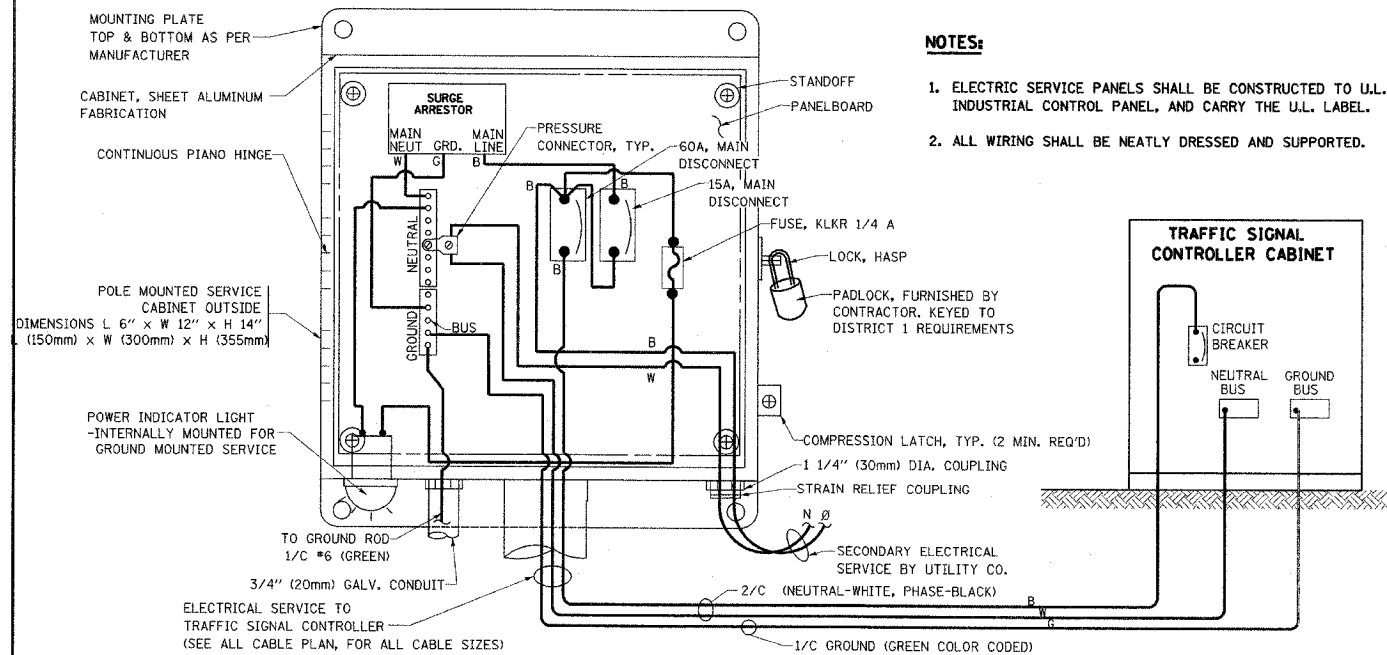 MOUNTING PLATE
TOP & BOTTOM AS PER
MANUFACTURER
CABINET, SHEET ALUMINUM
FABRICATION
CONTINUOUS PIANO HINGE
POLE MOUNTED SERVICE
CABINET OUTSIDE
DIMENSIONS L 6" x W 12" x H 14"
L (150mm) x W (300mm) x H (355mm)
POWER INDICATOR LIGHT
-INTERNALLY MOUNTED FOR
GROUND MOUNTED SERVICE
TO GROUND ROD
1/C #6 (GREEN)
3/4" (20mm) GALV. CONDUIT
ELECTRICAL SERVICE TO
TRAFFIC SIGNAL CONTROLLER
(SEE ALL CABLE PLAN, FOR ALL CABLE SIZES)
SURGE
ARRESTOR
MAIN
NEUT
GRD.
MAIN
LINE
W
G
B
PRESSURE
CONNECTOR, TYP.
NEUTRAL
GROUND
BUS
B
B
B
B
W
STANDOFF
PANELBOARD
60A, MAIN
DISCONNECT
15A, MAIN
DISCONNECT
FUSE, KLKR 1/4 A
LOCK, HASP
PADLOCK, FURNISHED BY
CONTRACTOR. KEYED TO
DISTRICT 1 REQUIREMENTS
COMPRESSION LATCH, TYP. (2 MIN. REQ'D)
1 1/4" (30mm) DIA. COUPLING
STRAIN RELIEF COUPLING
N Ø
SECONDARY ELECTRICAL
SERVICE BY UTILITY CO.
2/C (NEUTRAL-WHITE, PHASE-BLACK)
B
W
G
1/C GROUND (GREEN COLOR CODED)
NOTES:
1. ELECTRIC SERVICE PANELS SHALL BE CONSTRUCTED TO U.L.
INDUSTRIAL CONTROL PANEL, AND CARRY THE U.L. LABEL.
2. ALL WIRING SHALL BE NEATLY DRESSED AND SUPPORTED.
TRAFFIC SIGNAL
CONTROLLER CABINET
CIRCUIT
BREAKER
NEUTRAL
BUS
GROUND
BUS